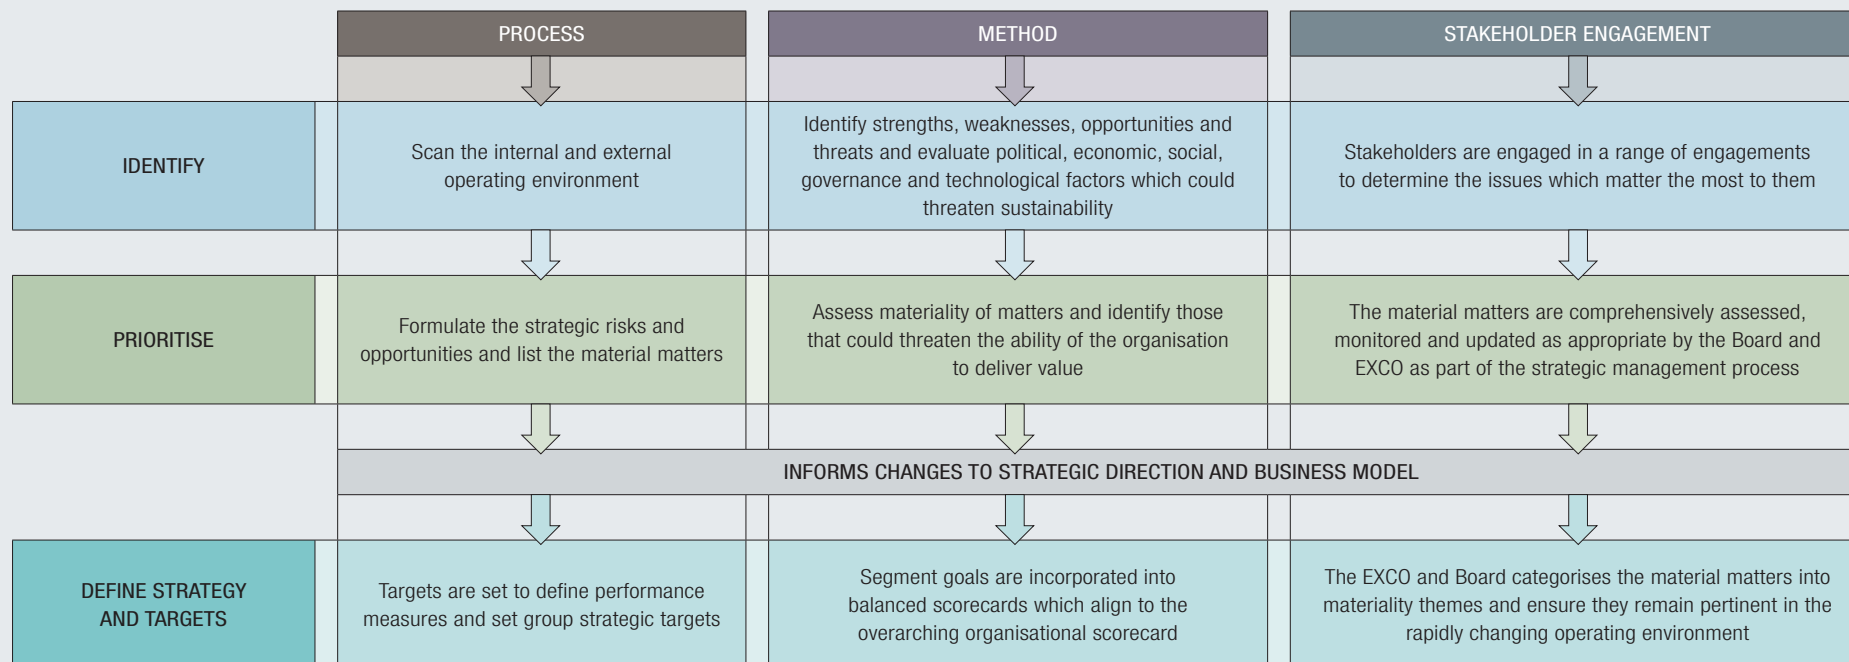 PROCESS
METHOD
STAKEHOLDER ENGAGEMENT
IDENTIFY
Scan the internal and external
operating environment
Identify strengths, weaknesses, opportunities and
threats and evaluate political, economic, social,
governance and technological factors which could
threaten sustainability
Stakeholders are engaged in a range of engagements
to determine the issues which matter the most to them
PRIORITISE
Formulate the strategic risks and
opportunities and list the material matters
Assess materiality of matters and identify those
that could threaten the ability of the organisation
to deliver value
The material matters are comprehensively assessed,
monitored and updated as appropriate by the Board and
EXCO as part of the strategic management process
INFORMS CHANGES TO STRATEGIC DIRECTION AND BUSINESS MODEL
DEFINE STRATEGY
AND TARGETS
Targets are set to define performance
measures and set group strategic targets
Segment goals are incorporated into
balanced scorecards which align to the
overarching organisational scorecard
The EXCO and Board categorises the material matters into
materiality themes and ensure they remain pertinent in the
rapidly changing operating environment